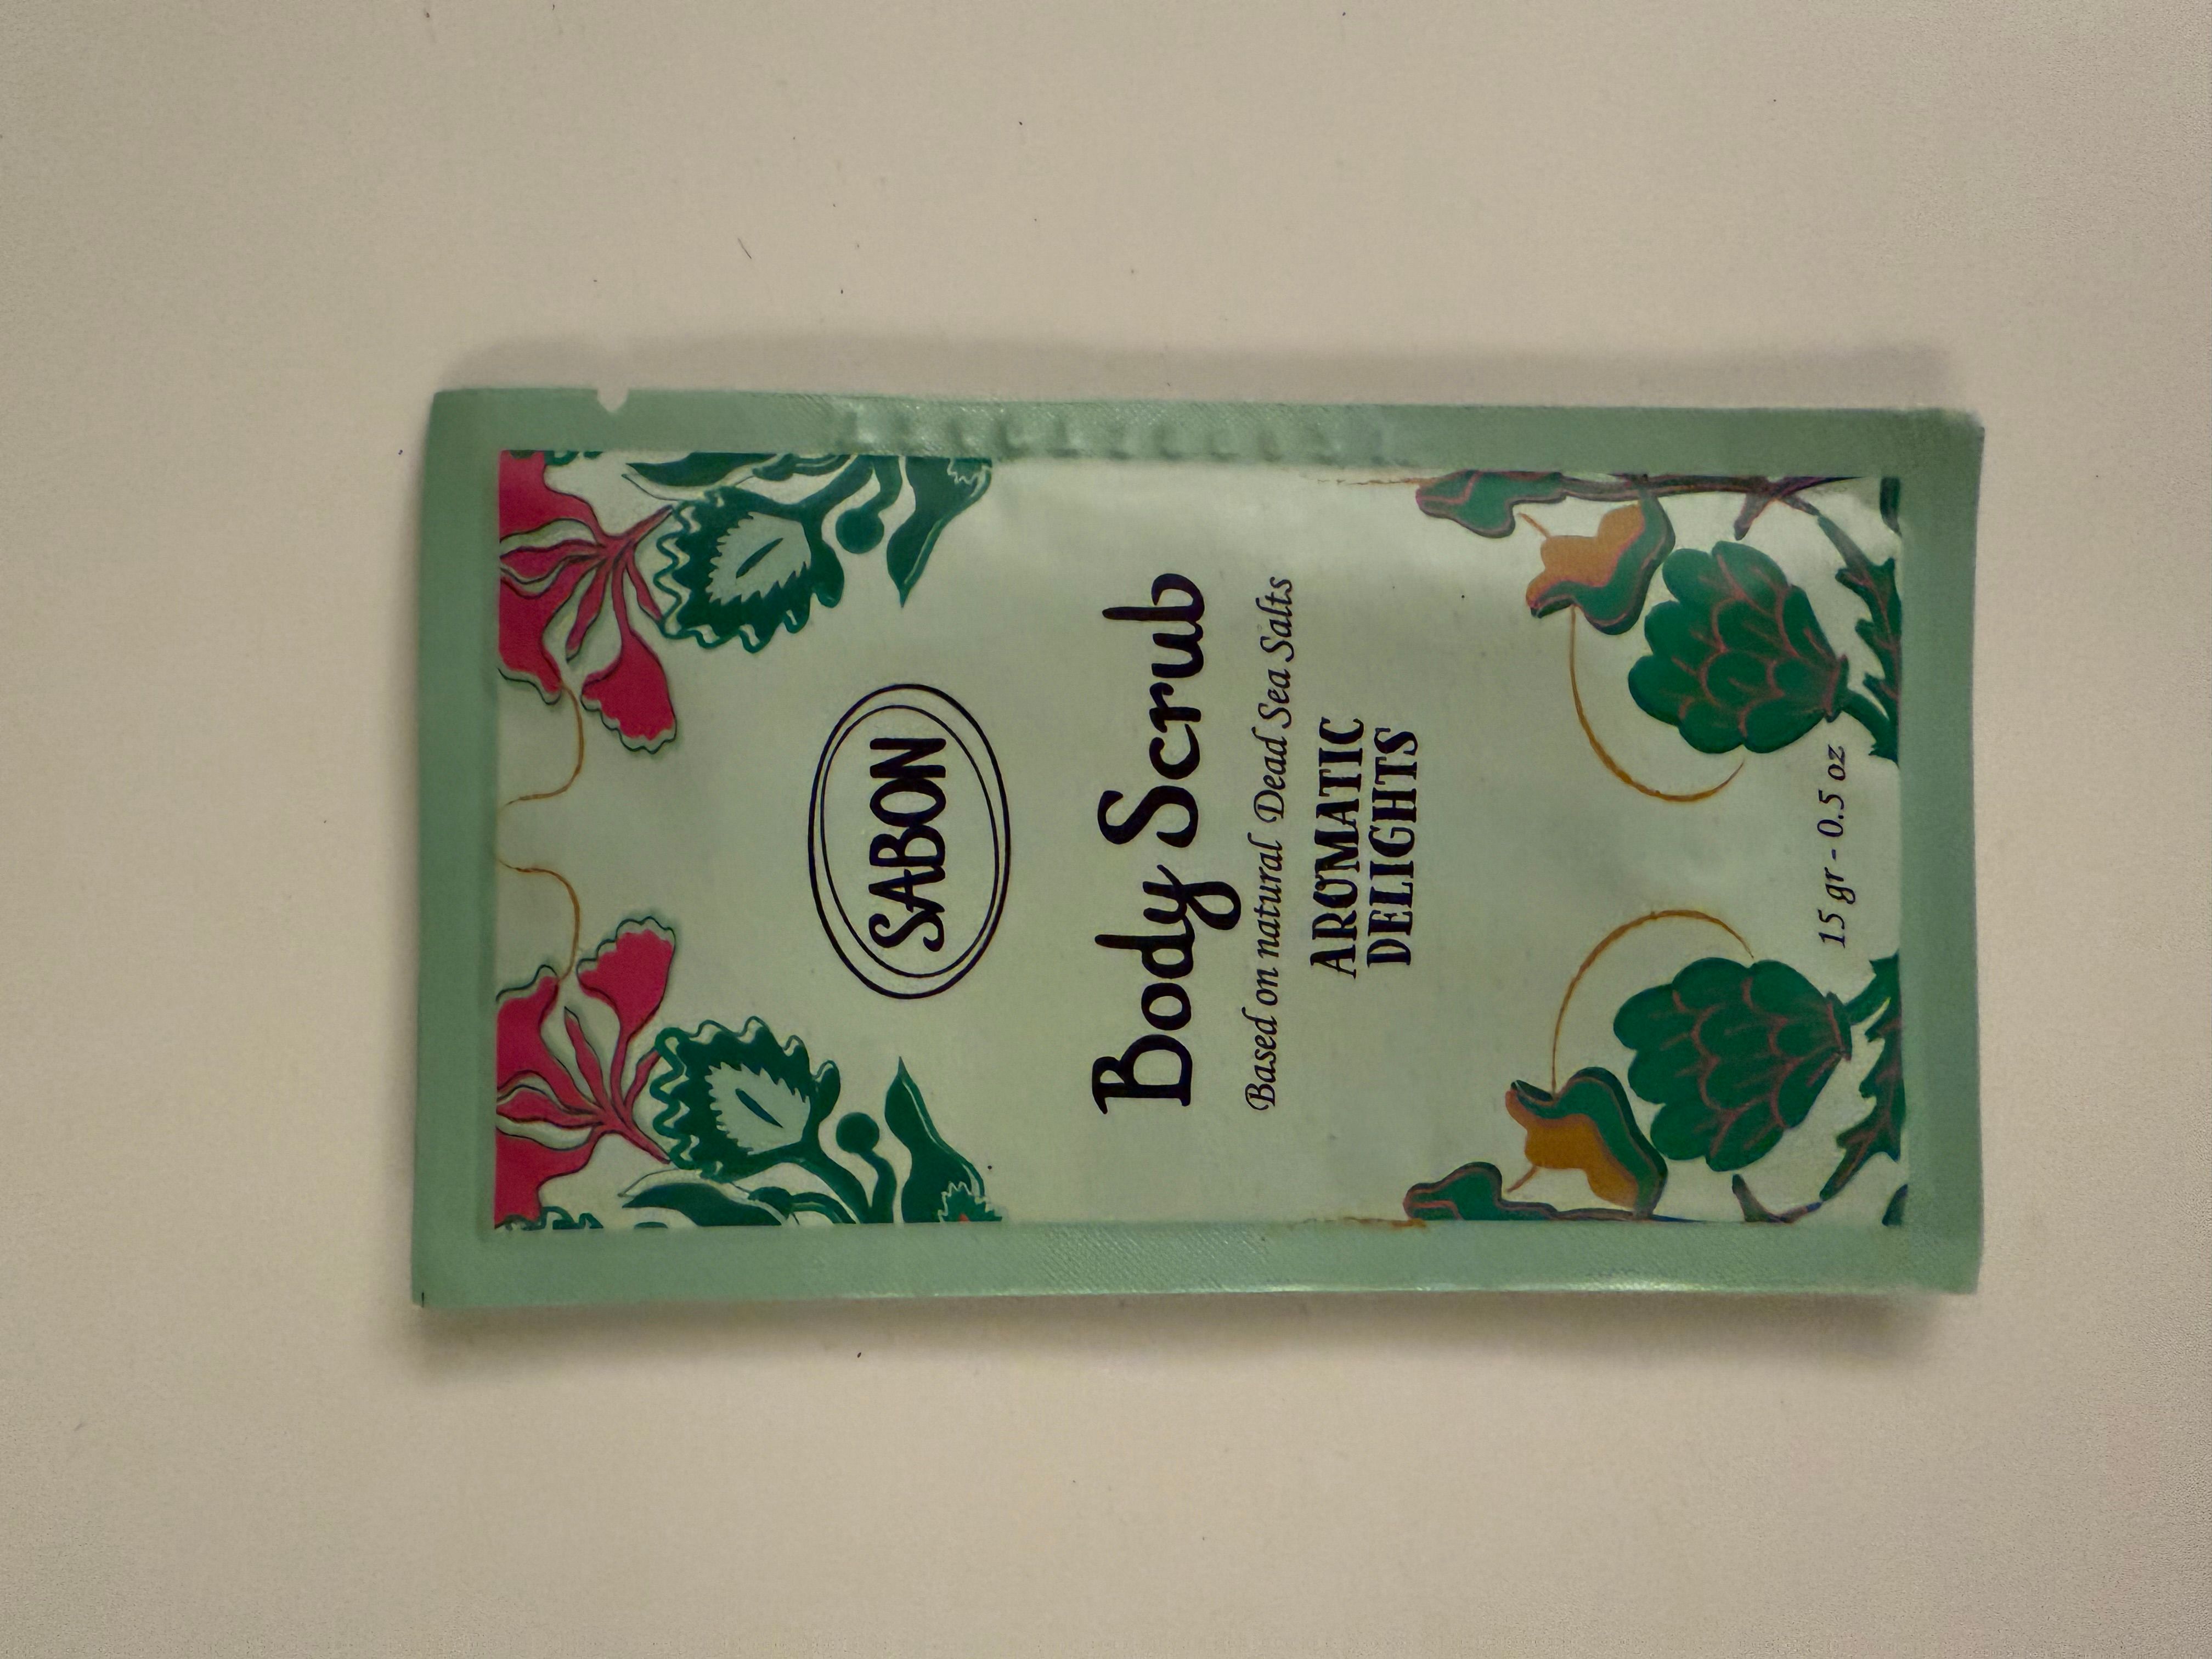 SABON
Body Scrub
Based on natural Dead Sea Salts
AROMATIC
DELIGHTS
15 gr - 0.5 oz